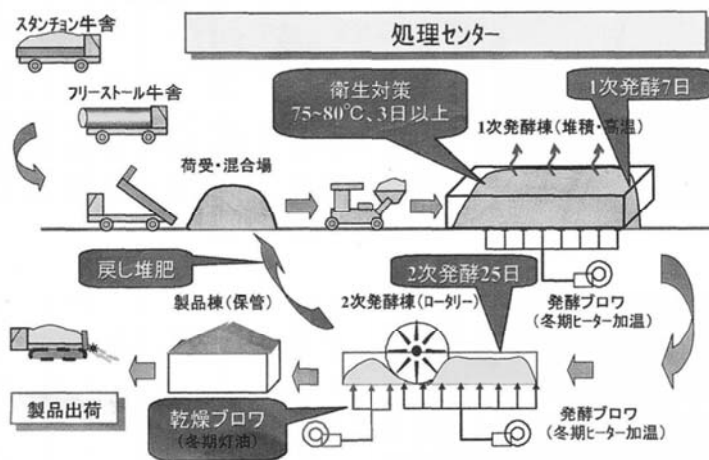 スタンチョン牛舎
処理センター
フリーストール牛舎
衛生対策
75~80℃、3日以上
1次発酵7日
1次発酵棟(堆積・高温)
荷受・混合場
戻し堆肥
製品棟(保管)
2次発酵25日
2次発酵棟(ロータリー)
発酵ブロワ
(冬期ヒーター加温)
製品出荷
乾燥ブロワ
(冬期灯油)
発酵ブロワ
(冬期ヒーター加温)